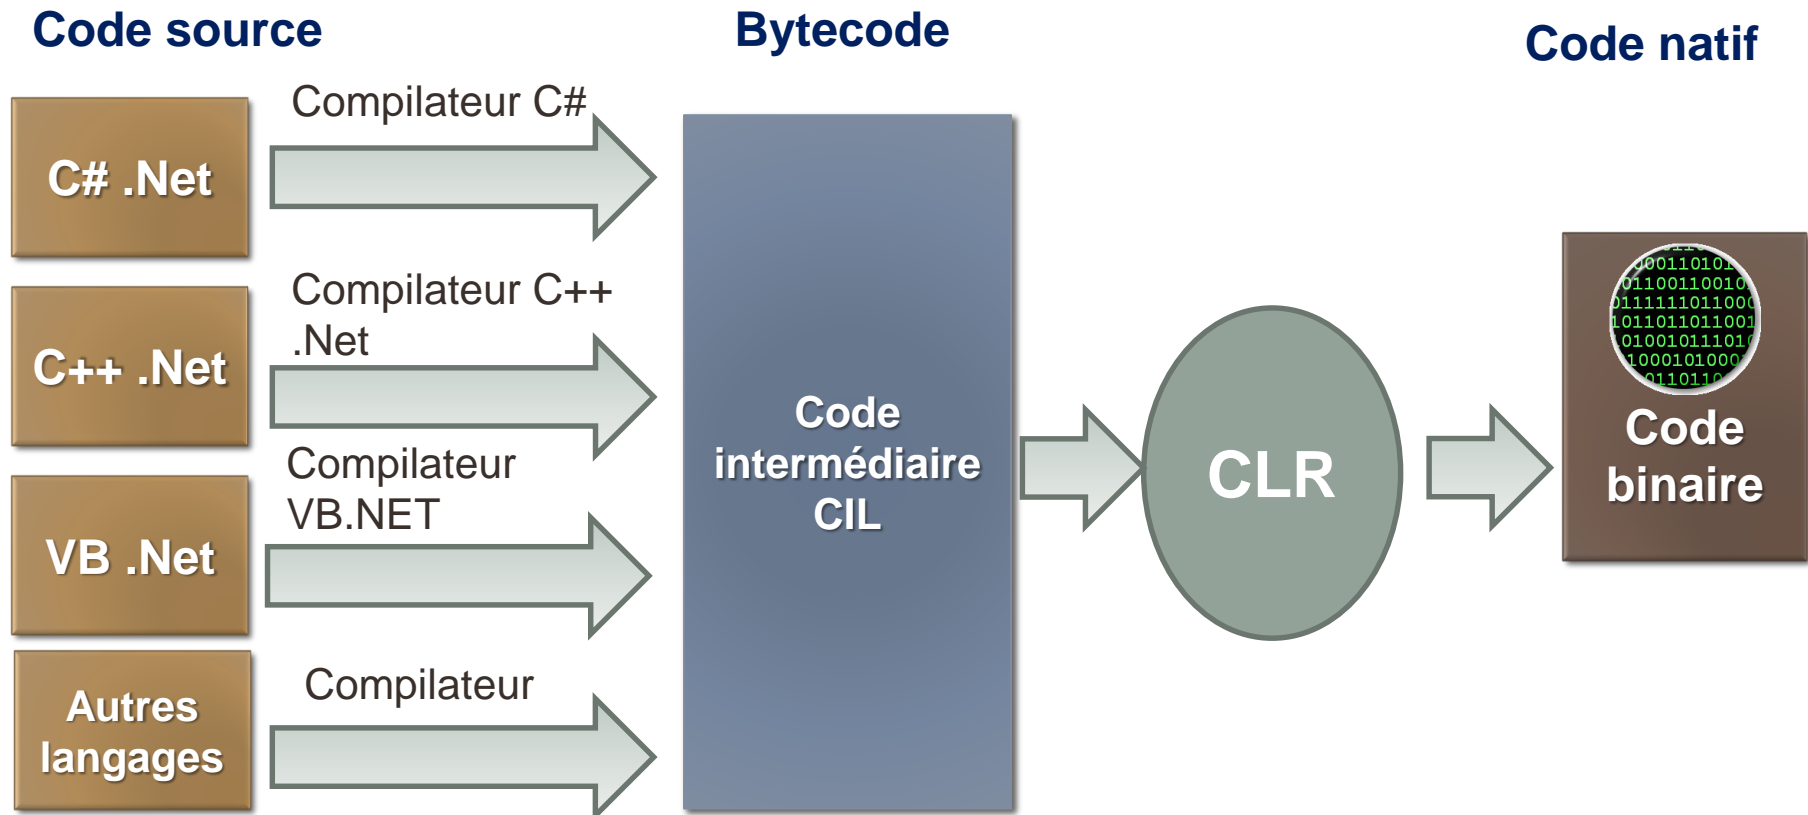 Code source
Bytecode
Code natif
C# .Net
Compilateur C#
C++ .Net
Compilateur C++
.Net
VB .Net
Compilateur
VB.NET
Autres
langages
Compilateur
Code
intermédiaire
CIL
CLR
Code
binaire